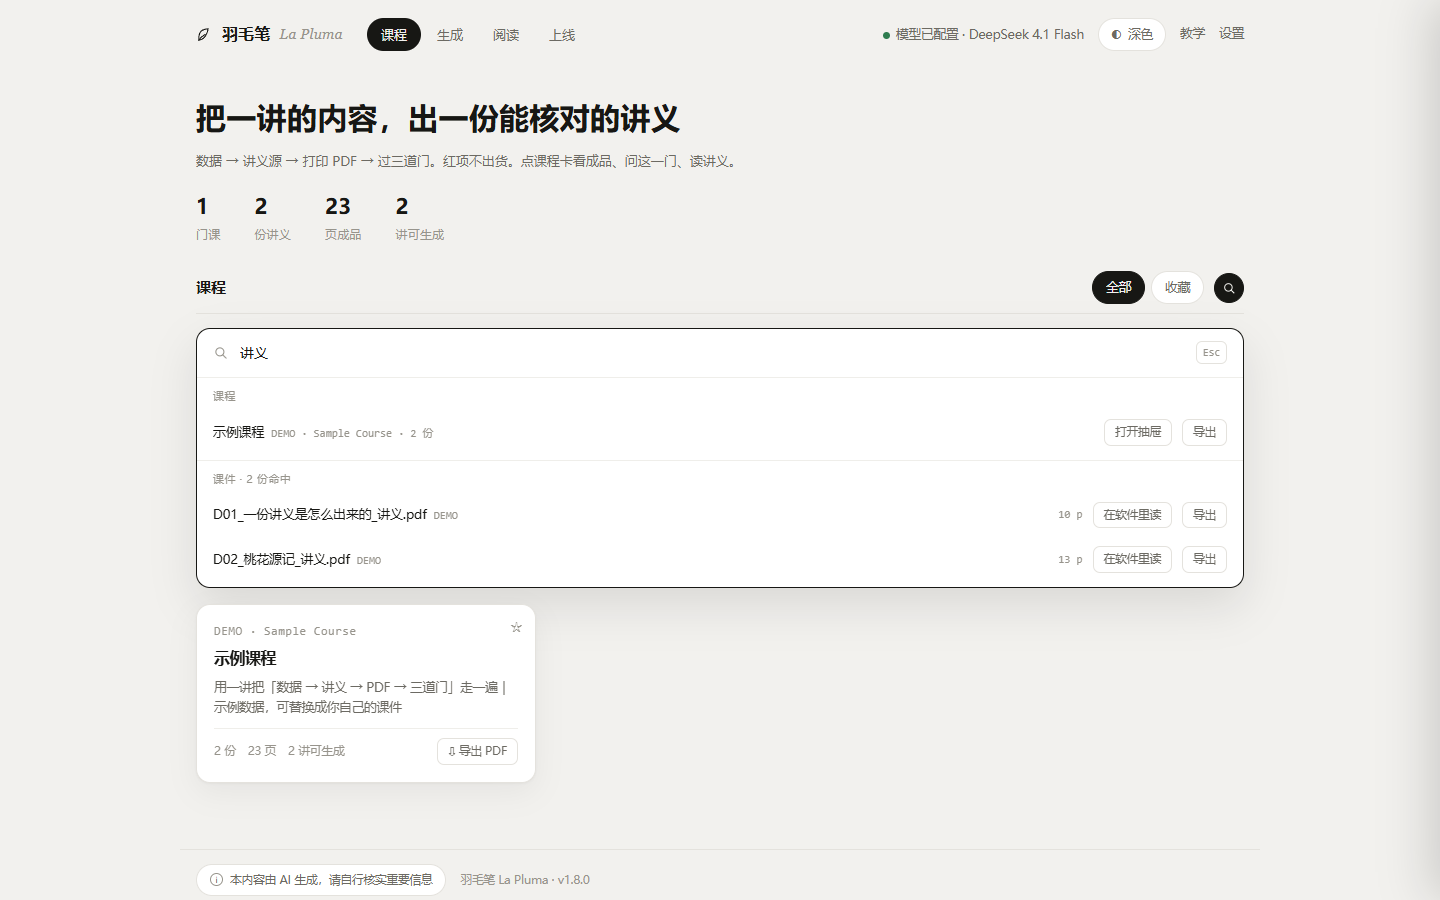 羽毛笔 La Pluma 课程 生成 阅读 上线 模型已配置 · DeepSeek 4.1 Flash 深色 教学 设置
把一讲的内容，出一份能核对的讲义
数据 → 讲义源 → 打印 PDF → 过三道门。红项不出货。点课程卡看成品、问这一门、读讲义。
1 2 23 2
门课 份讲义 页成品 讲可生成
课程 全部 收藏
讲义 Esc
课程
示例课程 DEMO · Sample Course · 2 份 打开抽屉 导出
课件 · 2 份命中
D01_一份讲义是怎么出来的_讲义.pdf DEMO 10 p 在软件里读 导出
D02_桃花源记_讲义.pdf DEMO 13 p 在软件里读 导出
DEMO · Sample Course
示例课程
用一讲把「数据 → 讲义 → PDF → 三道门」走一遍 |
示例数据，可替换成你自己的课件
2 份 23 页 2 讲可生成 ⇩ 导出 PDF
本内容由 AI 生成，请自行核实重要信息 羽毛笔 La Pluma · v1.8.0